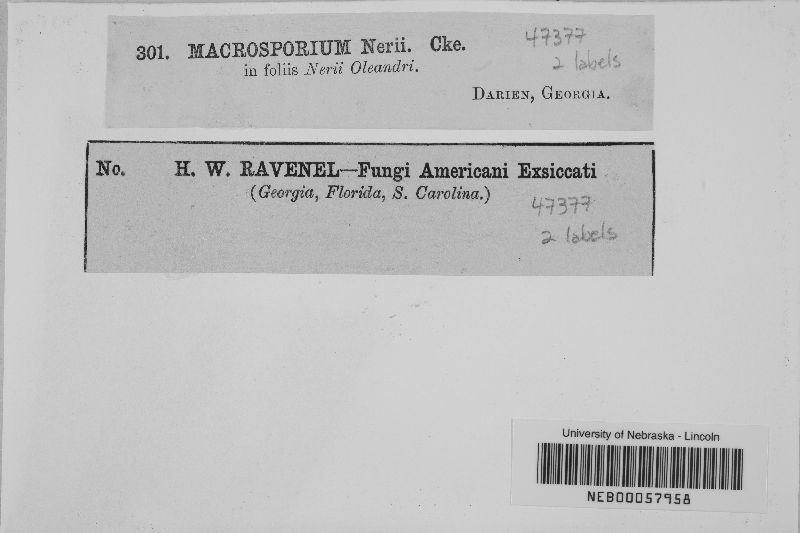 301. MACROSPORIUM Nerii. Cke.
in foliis Nerii Oleandri.
Darien, Georgia.
47377
2 labels
No. H. W. RAVENEL—Fungi Americani Exsiccati
(Georgia, Florida, S. Carolina.)
47377
2 labels
University of Nebraska - Lincoln
NEB00057958